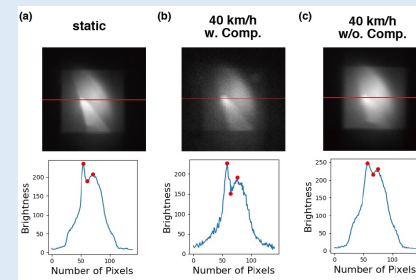 (a)
static
(b)
40 km/h
w. Comp.
(c)
40 km/h
w/o. Comp.
Brightness
200
150
100
50
0
0 50 100
Number of Pixels
Brightness
200
150
100
50
0
0 50 100
Number of Pixels
Brightness
250
200
150
100
50
0
0 50 100
Number of Pixels